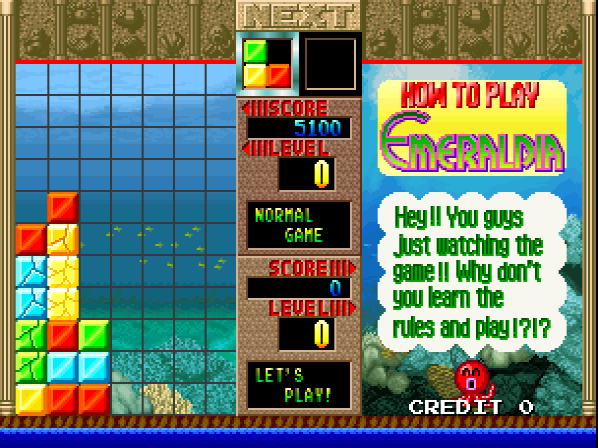 NEXT
SCORE
5100
LEVEL
0
NORMAL
GAME
SCORE
0
LEVEL
0
LET'S
PLAY!
HOW TO PLAY
EMERALDIA
Hey!! You guys
Just watching the
game!! Why don't
you learn the
rules and play!?!?
CREDIT 0